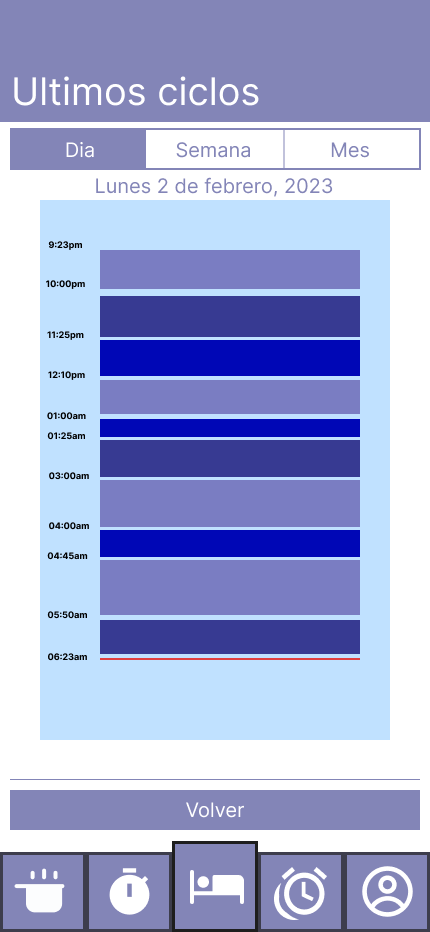 Ultimos ciclos
Dia
Semana
Mes
Lunes 2 de febrero, 2023
9:23pm
10:00pm
11:25pm
12:10pm
01:00am
01:25am
03:00am
04:00am
04:45am
05:50am
06:23am
Volver